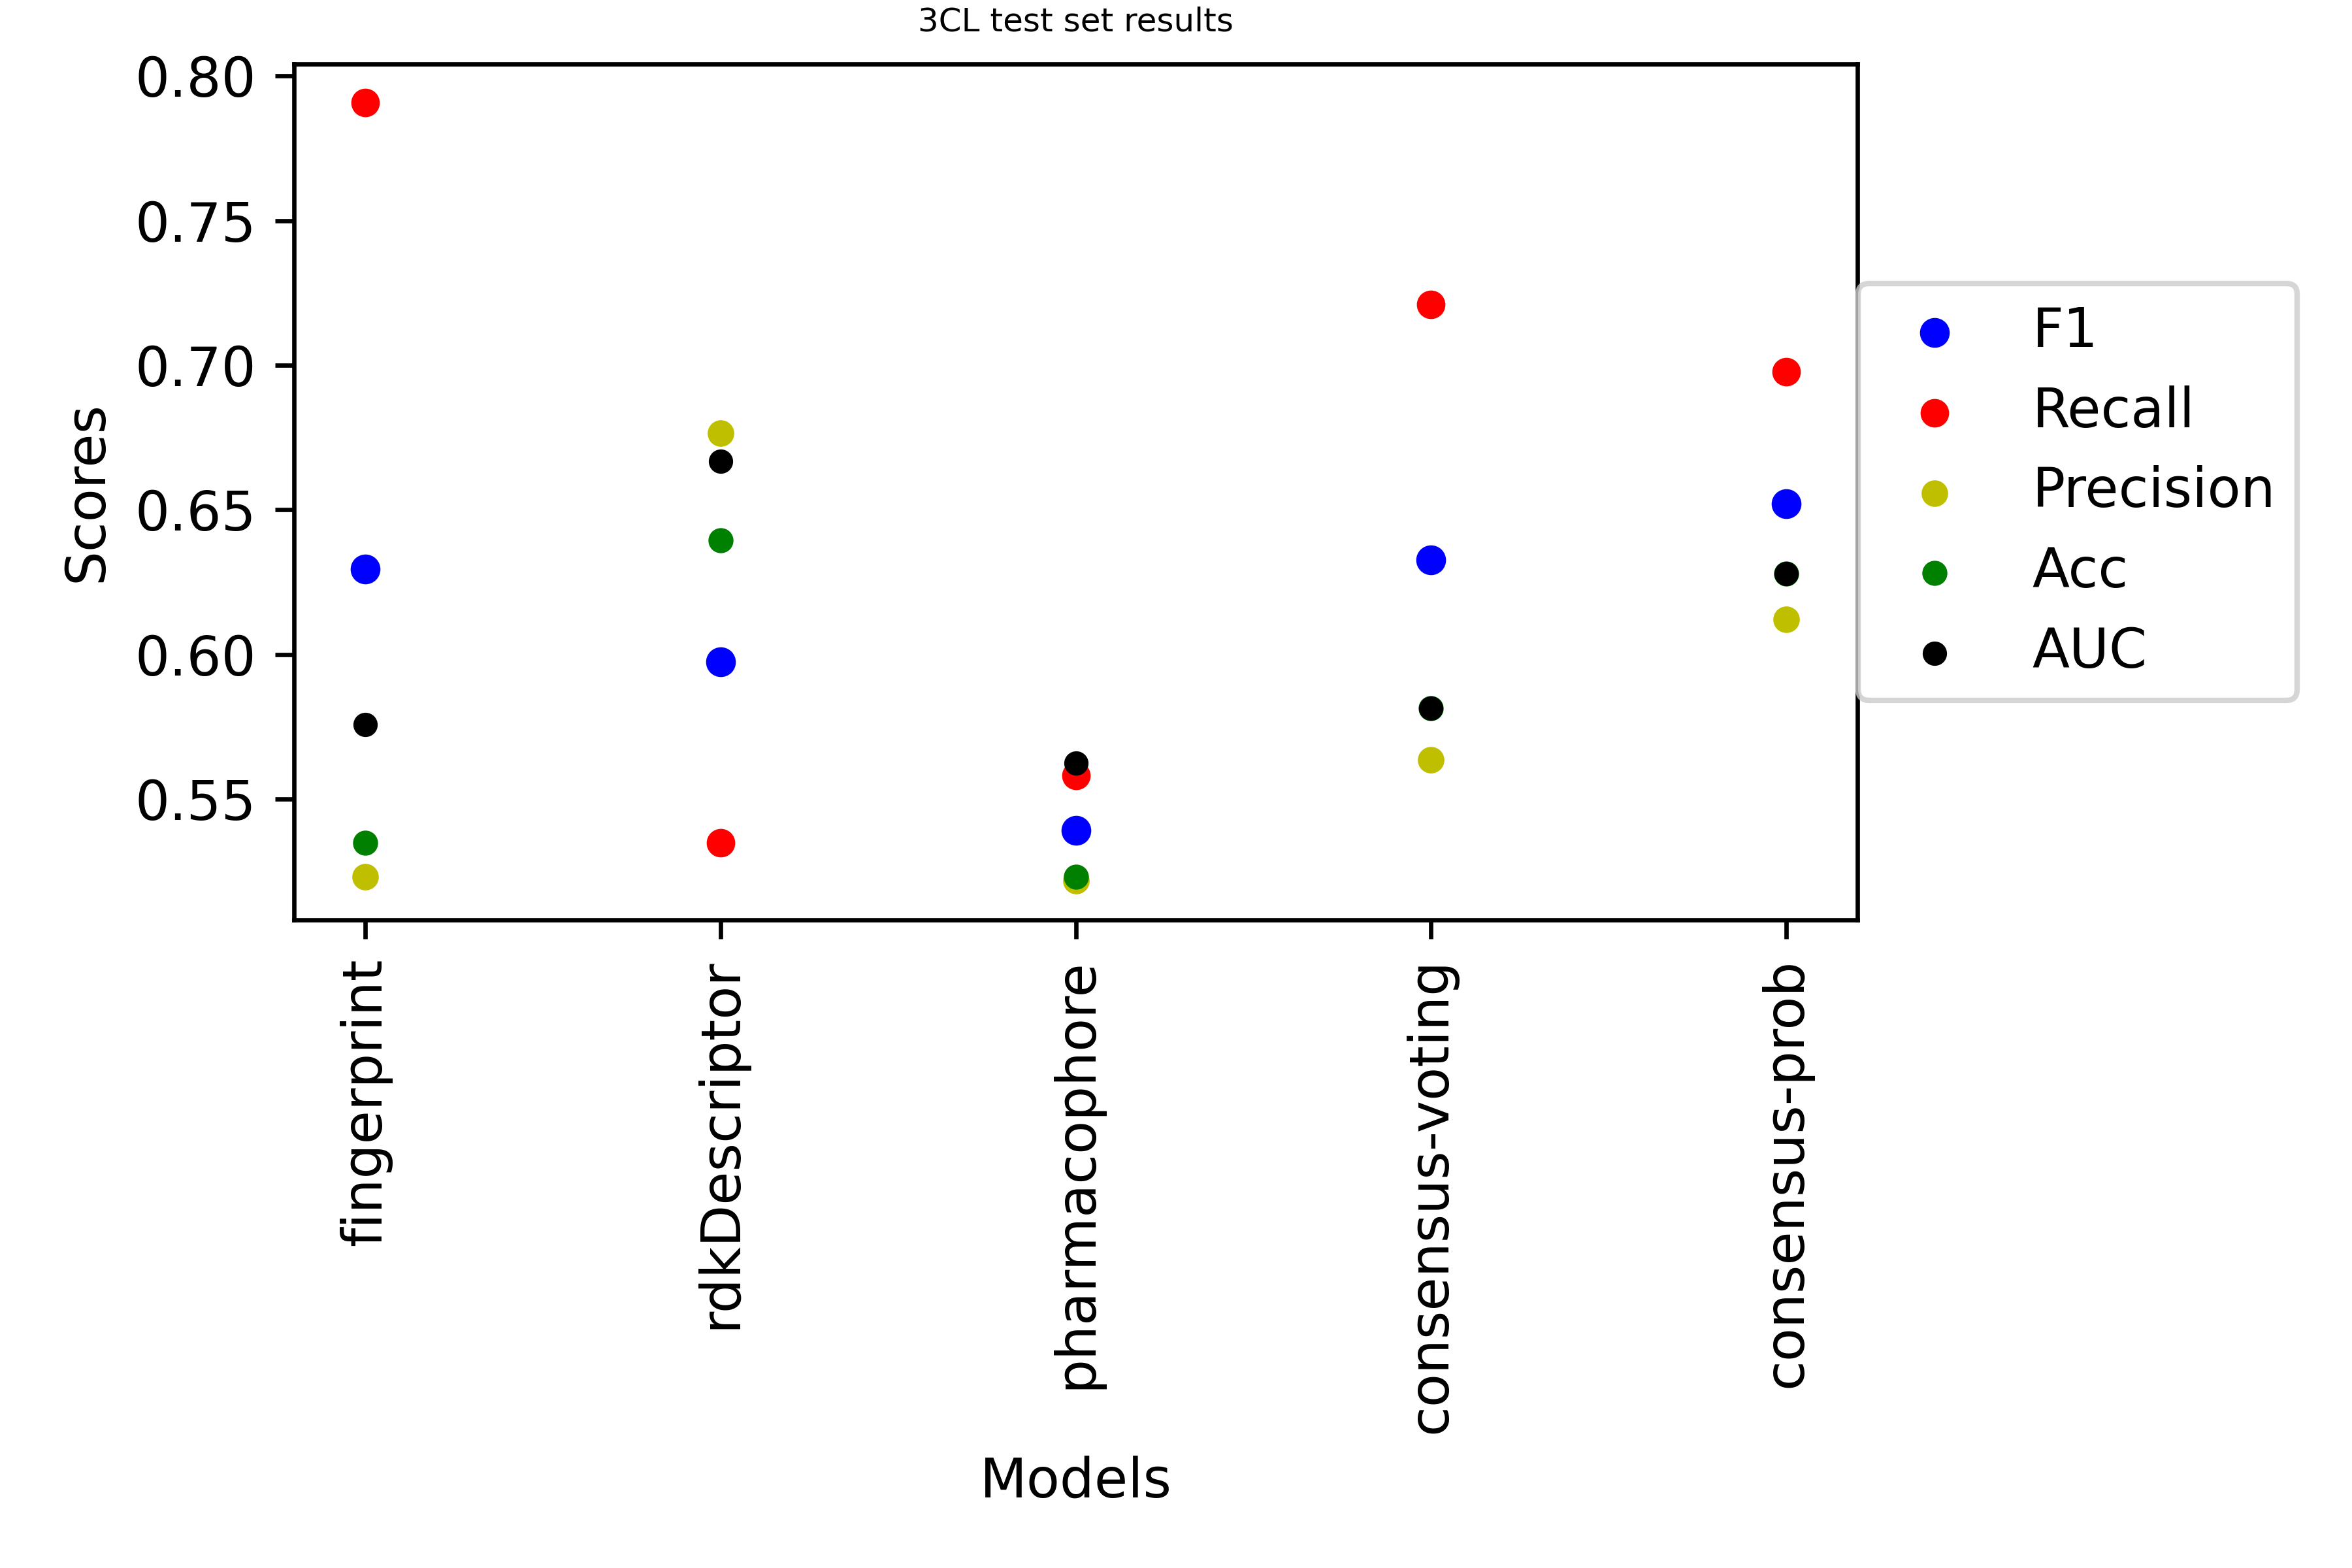 3CL test set results
0.80
0.75
0.70
0.65
0.60
0.55
Scores
F1
Recall
Precision
Acc
AUC
fingerprint
rdkDescriptor
pharmacophore
consensus-voting
consensus-prob
Models